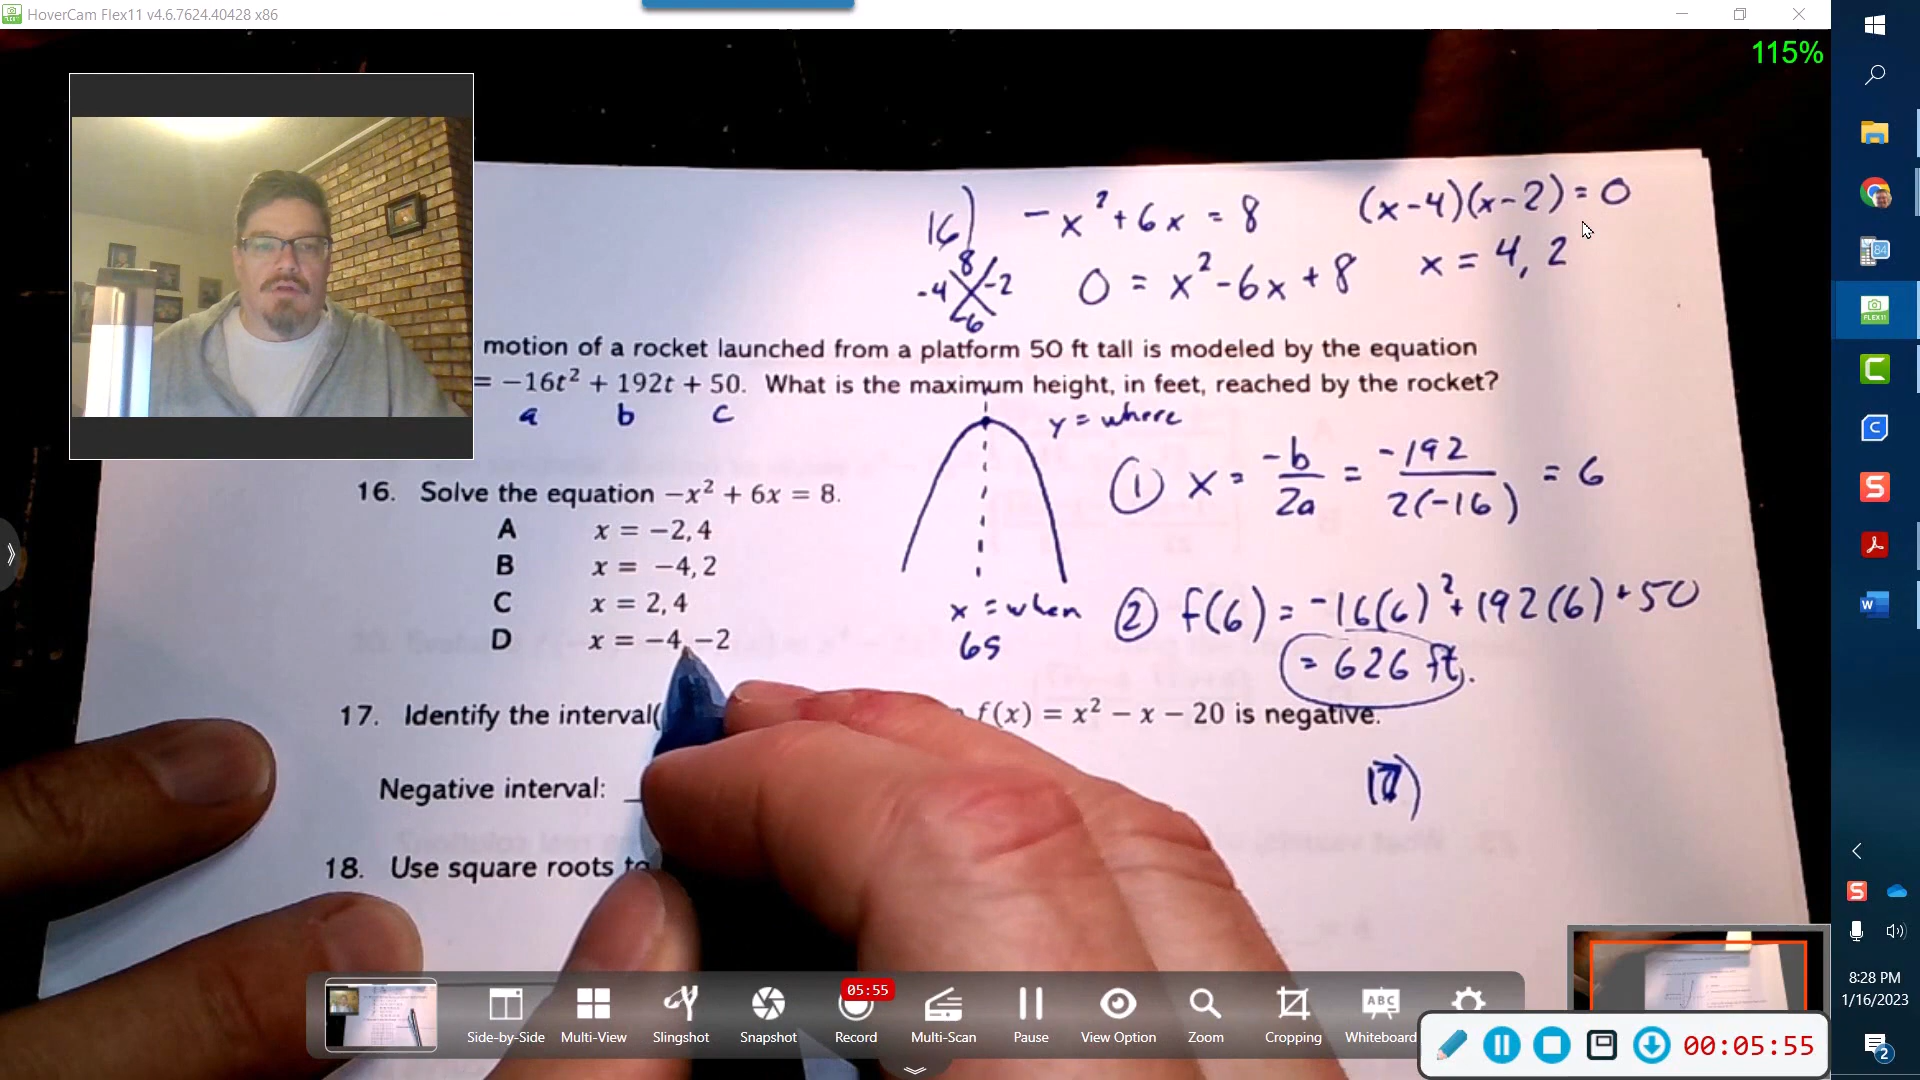 HoverCam Flex11 v4.6.7624.40428 x86
115%
16) -x²+6x = 8
(x-4)(x-2)=0
8
-4 -2
-6
0 = x²-6x+8
x = 4, 2
motion of a rocket launched from a platform 50 ft tall is modeled by the equation
= −16t² + 192t + 50. What is the maximum height, in feet, reached by the rocket?
a b c
y = where
① x = -b/2a = -192/2(-16) = 6
16. Solve the equation −x² + 6x = 8.
A x = −2, 4
B x = −4, 2
C x = 2, 4
D x = −4, −2
x = when
6s
② f(6) = -16(6)²+192(6)+50
= 626 ft.
17. Identify the interval(
f(x) = x² − x − 20 is negative.
17)
Negative interval:
18. Use square roots to
05:55
Side-by-Side
Multi-View
Slingshot
Snapshot
Record
Multi-Scan
Pause
View Option
Zoom
Cropping
ABC
Whiteboard
00:05:55
84
FLEX11
8:28 PM
1/16/2023
2